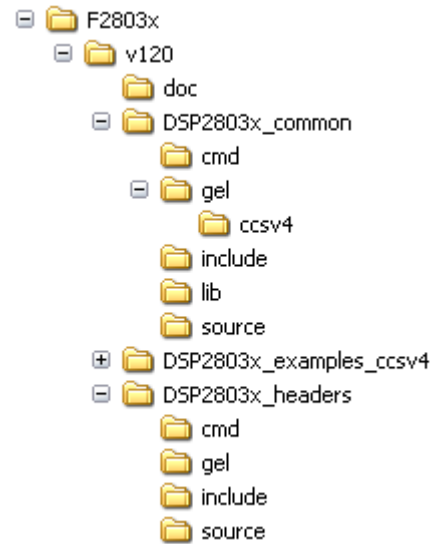 F2803x
v120
doc
DSP2803x_common
cmd
gel
ccsv4
include
lib
source
DSP2803x_examples_ccsv4
DSP2803x_headers
cmd
gel
include
source